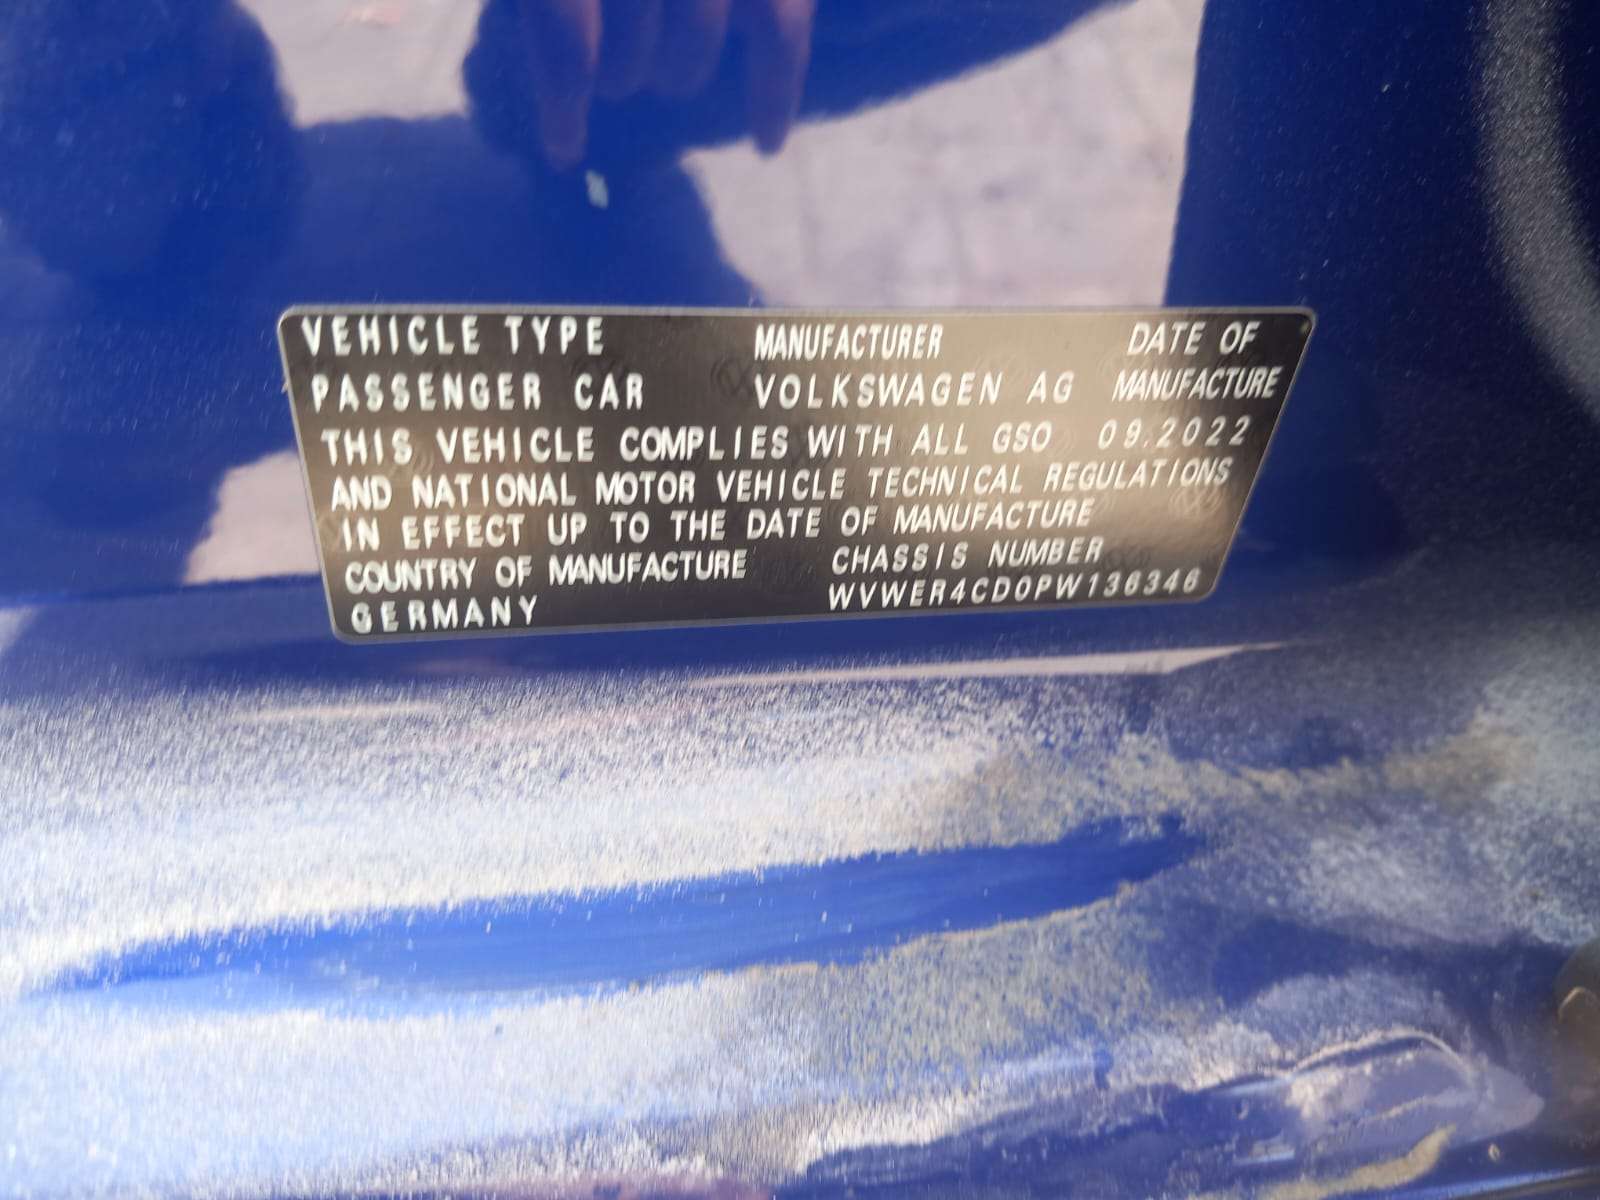 VEHICLE TYPE MANUFACTURER DATE OF
PASSENGER CAR VOLKSWAGEN AG MANUFACTURE
THIS VEHICLE COMPLIES WITH ALL GSO 09.2022
AND NATIONAL MOTOR VEHICLE TECHNICAL REGULATIONS
IN EFFECT UP TO THE DATE OF MANUFACTURE
COUNTRY OF MANUFACTURE CHASSIS NUMBER
GERMANY WVWER4CD0PW136346